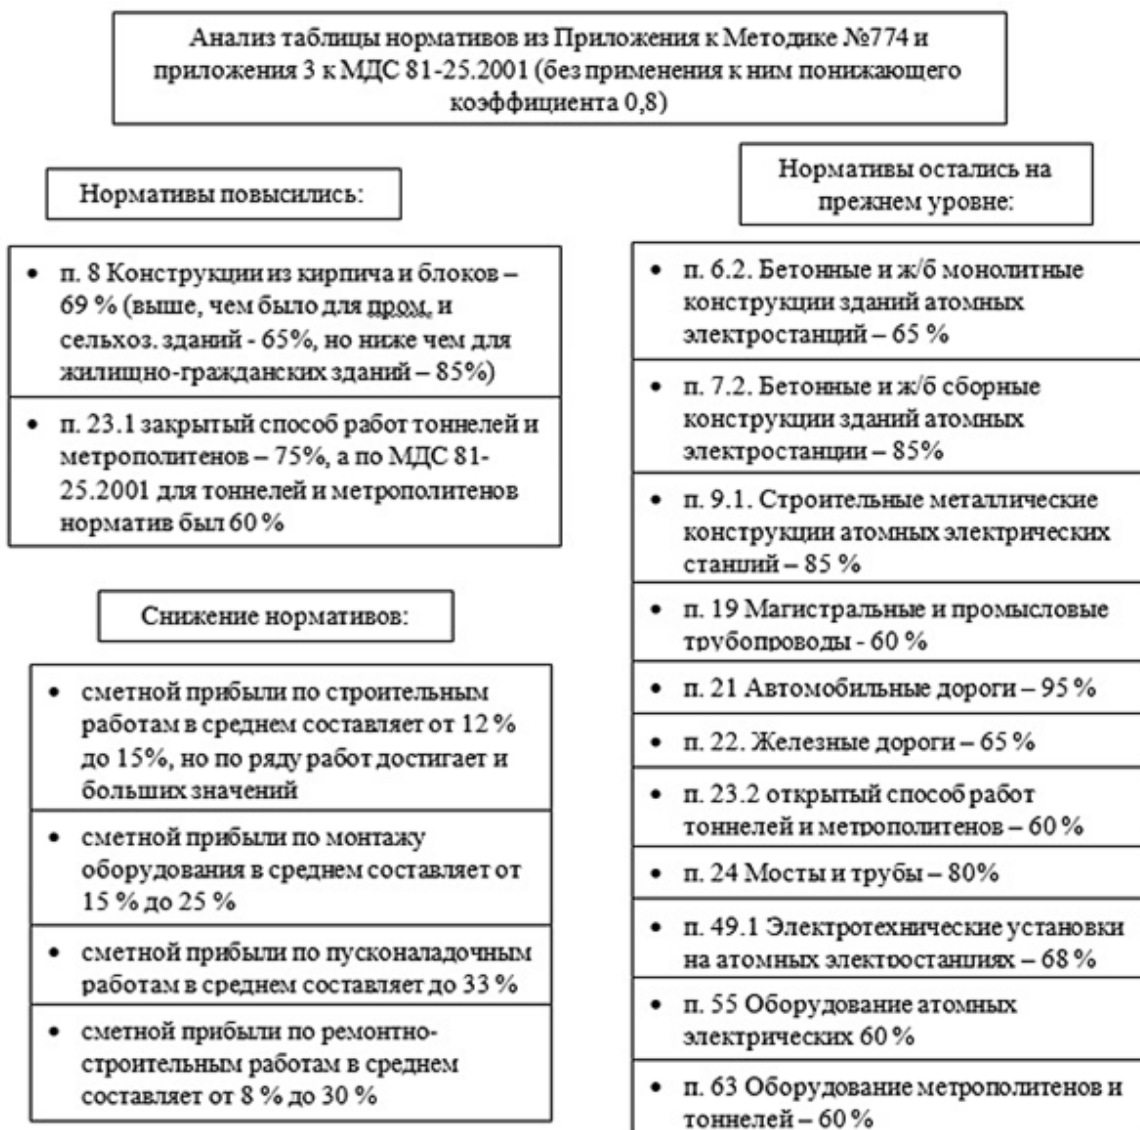 Анализ таблицы нормативов из Приложения к Методике №774 и
приложения 3 к МДС 81-25.2001 (без применения к ним понижающего
коэффициента 0,8)
Нормативы повысились:
• п. 8 Конструкции из кирпича и блоков –
69 % (выше, чем было для пром. и
сельхоз. зданий - 65%, но ниже чем для
жилищно-гражданских зданий – 85%)
• п. 23.1 закрытый способ работ тоннелей и
метрополитенов – 75%, а по МДС 81-
25.2001 для тоннелей и метрополитенов
норматив был 60 %
Снижение нормативов:
• сметной прибыли по строительным
работам в среднем составляет от 12 %
до 15%, но по ряду работ достигает и
больших значений
• сметной прибыли по монтажу
оборудования в среднем составляет от
15 % до 25 %
• сметной прибыли по пусконаладочным
работам в среднем составляет до 33 %
• сметной прибыли по ремонтно-
строительным работам в среднем
составляет от 8 % до 30 %
Нормативы остались на
прежнем уровне:
• п. 6.2. Бетонные и ж/б монолитные
конструкции зданий атомных
электростанций – 65 %
• п. 7.2. Бетонные и ж/б сборные
конструкции зданий атомных
электростанции – 85%
• п. 9.1. Строительные металлические
конструкции атомных электрических
станций – 85 %
• п. 19 Магистральные и промысловые
трубопроводы - 60 %
• п. 21 Автомобильные дороги – 95 %
• п. 22. Железные дороги – 65 %
• п. 23.2 открытый способ работ
тоннелей и метрополитенов – 60 %
• п. 24 Мосты и трубы – 80%
• п. 49.1 Электротехнические установки
на атомных электростанциях – 68 %
• п. 55 Оборудование атомных
электрических 60 %
• п. 63 Оборудование метрополитенов и
тоннелей – 60 %